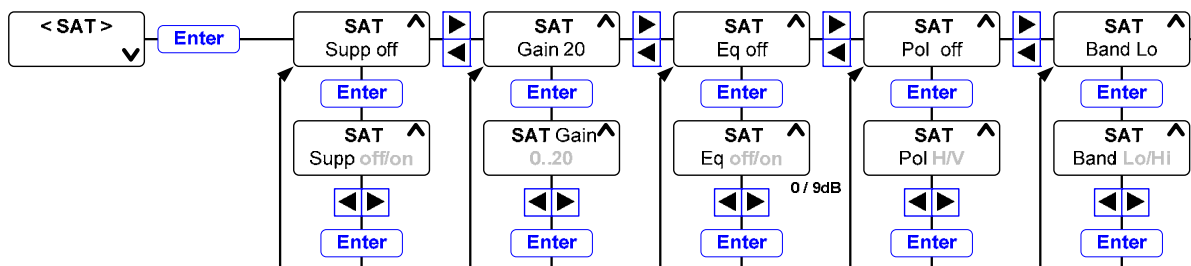 < SAT >
Enter
SAT
Supp off
SAT
Gain 20
SAT
Eq off
SAT
Pol off
SAT
Band Lo
Enter
Enter
Enter
Enter
Enter
SAT
Supp off/on
SAT Gain
0..20
SAT
Eq off/on
SAT
Pol H/V
SAT
Band Lo/Hi
0 / 9dB
Enter
Enter
Enter
Enter
Enter